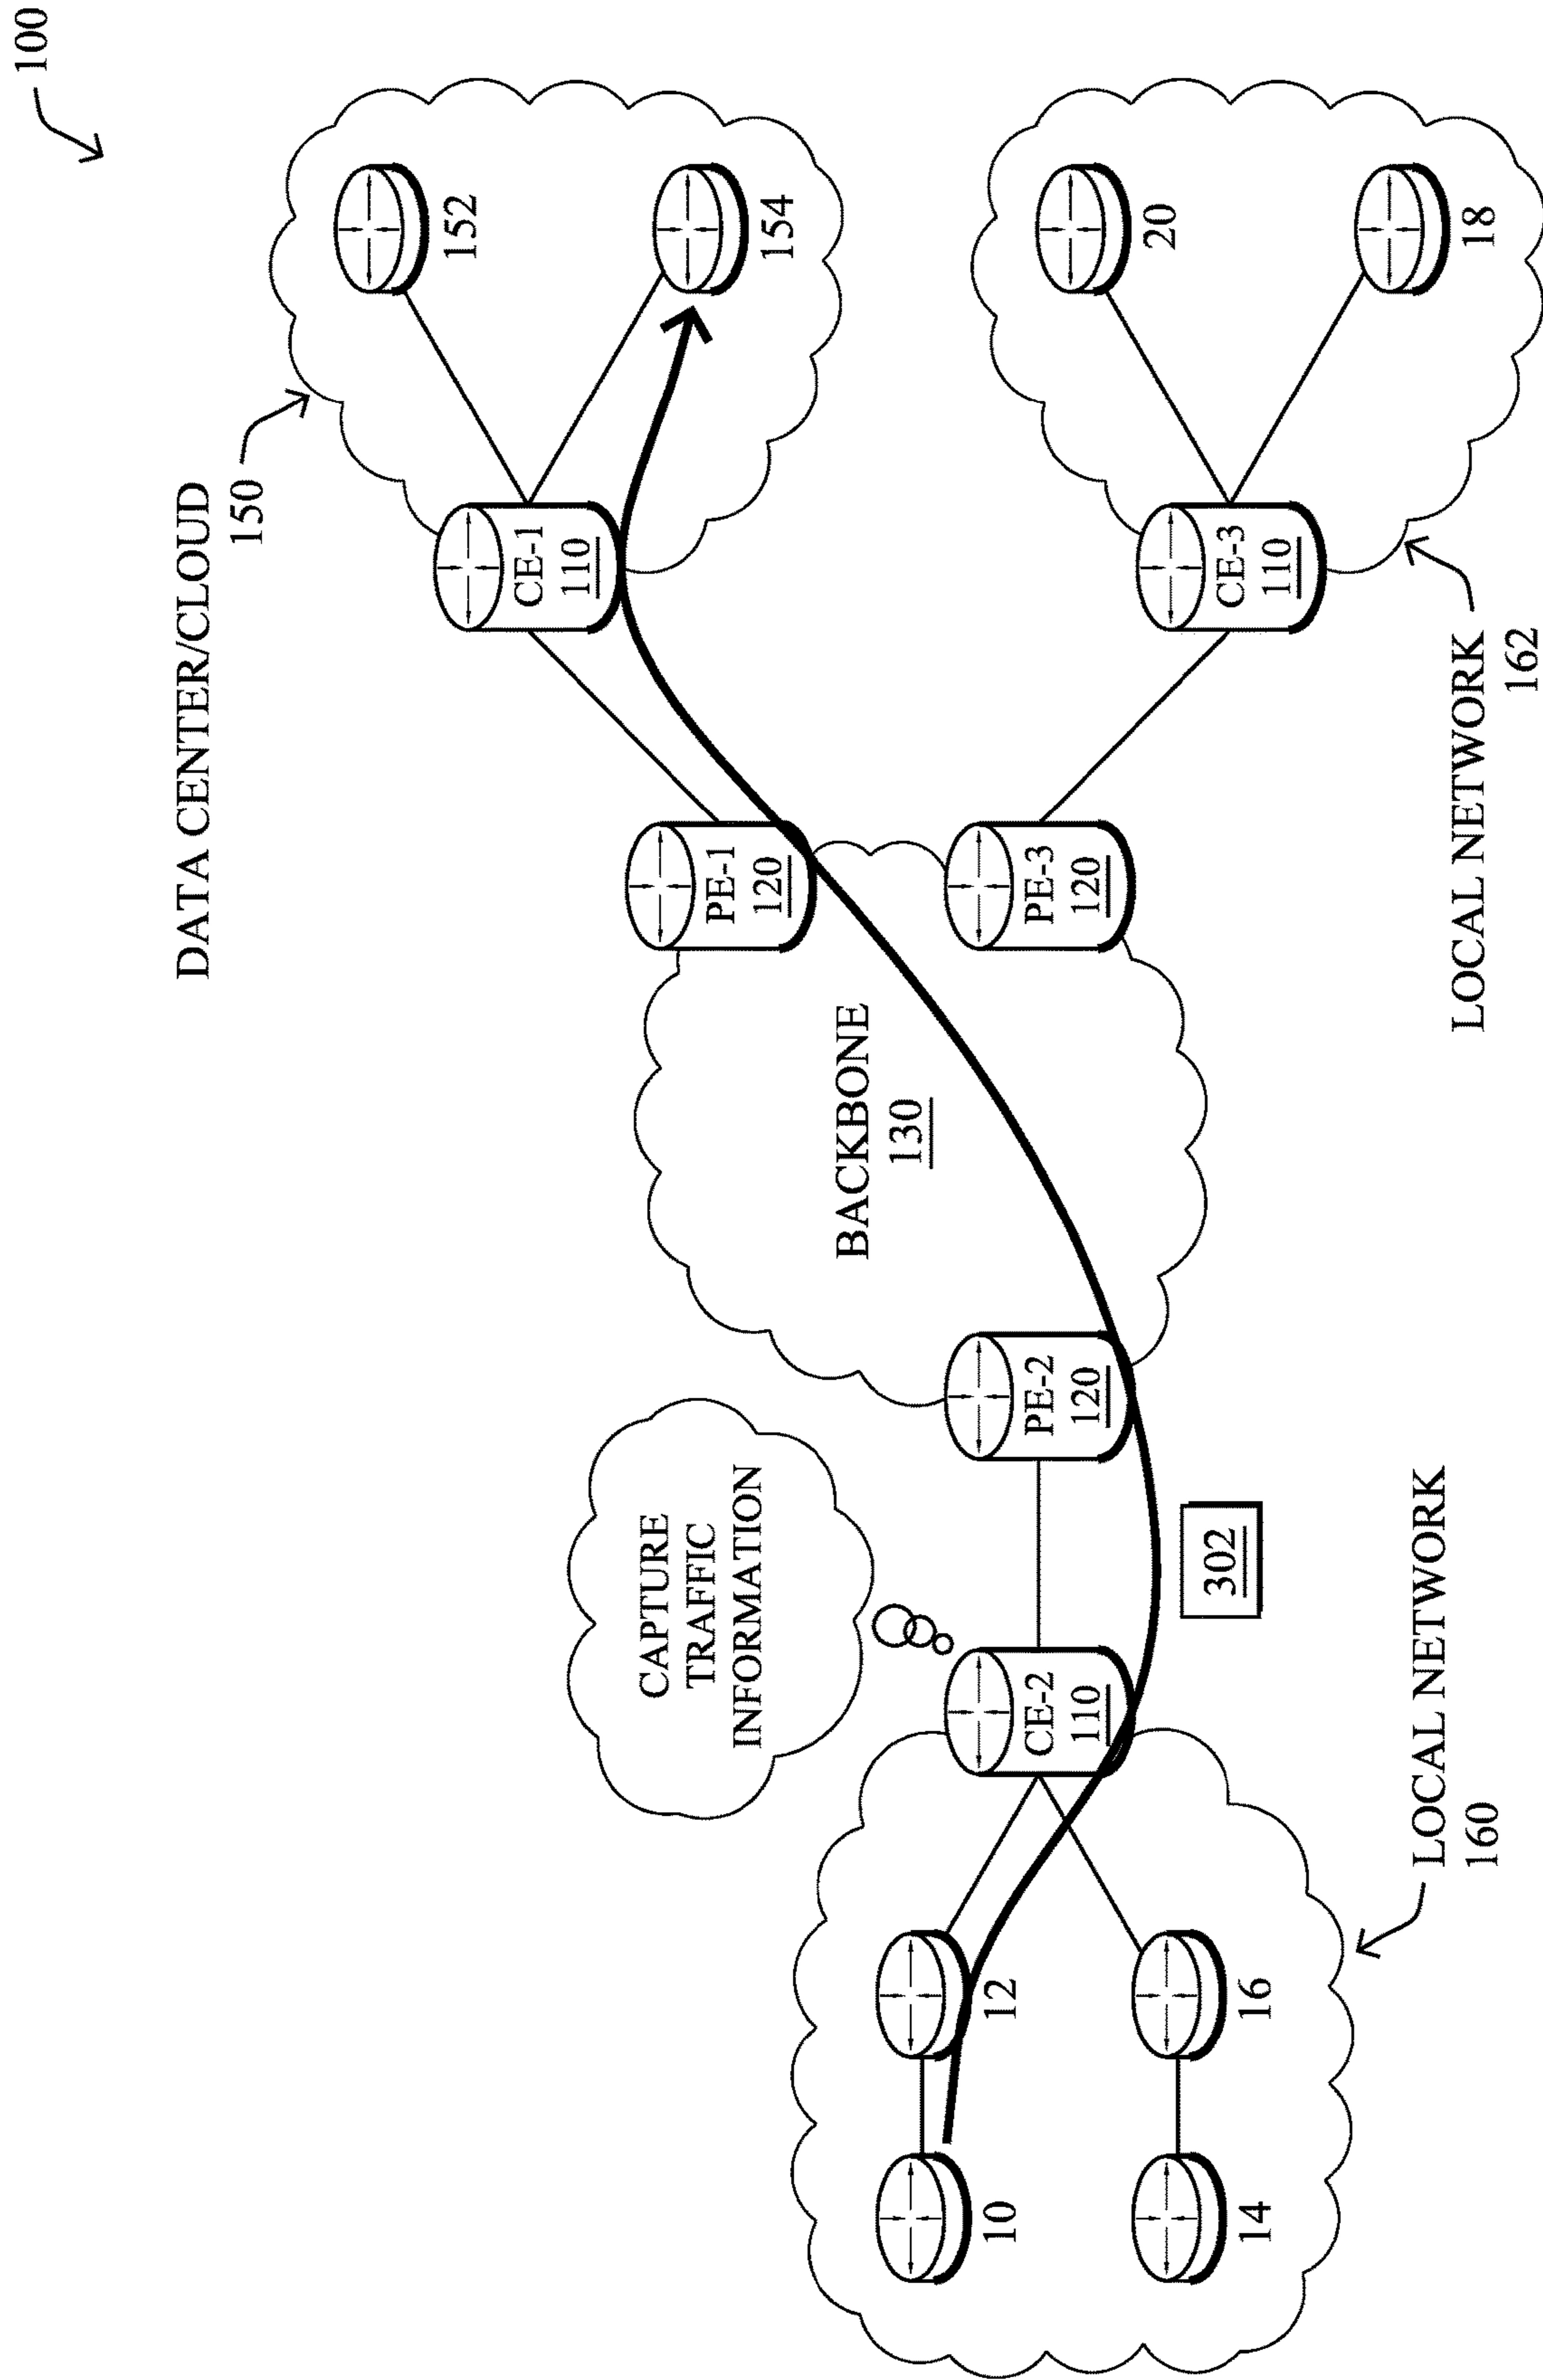 100
DATA CENTER/CLOUD
150
152
CE-1
110
154
PE-1
120
CAPTURE
TRAFFIC
INFORMATION
BACKBONE
130
10
12
CE-2
110
PE-2
120
PE-3
120
20
CE-3
110
302
14
16
18
LOCAL NETWORK
160
LOCAL NETWORK
162